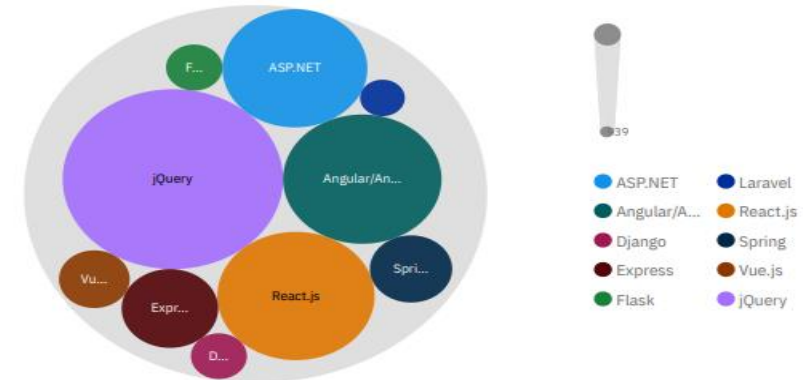 F...
ASP.NET
jQuery
Angular/An...
Vu...
Expr...
React.js
Spri...
D...
ASP.NET
Laravel
Angular/A...
React.js
Django
Spring
Express
Vue.js
Flask
jQuery